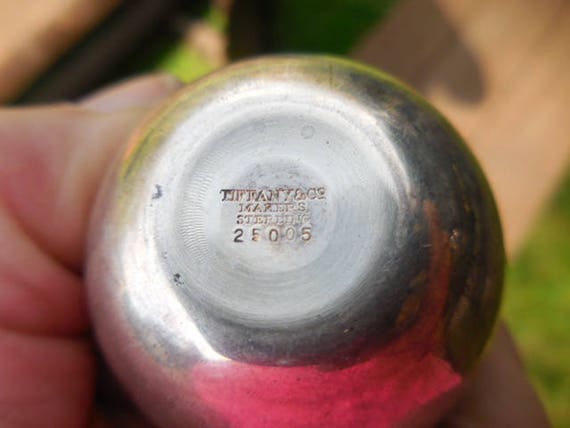 TIFFANY & Co
MAKERS
STERLING
25005